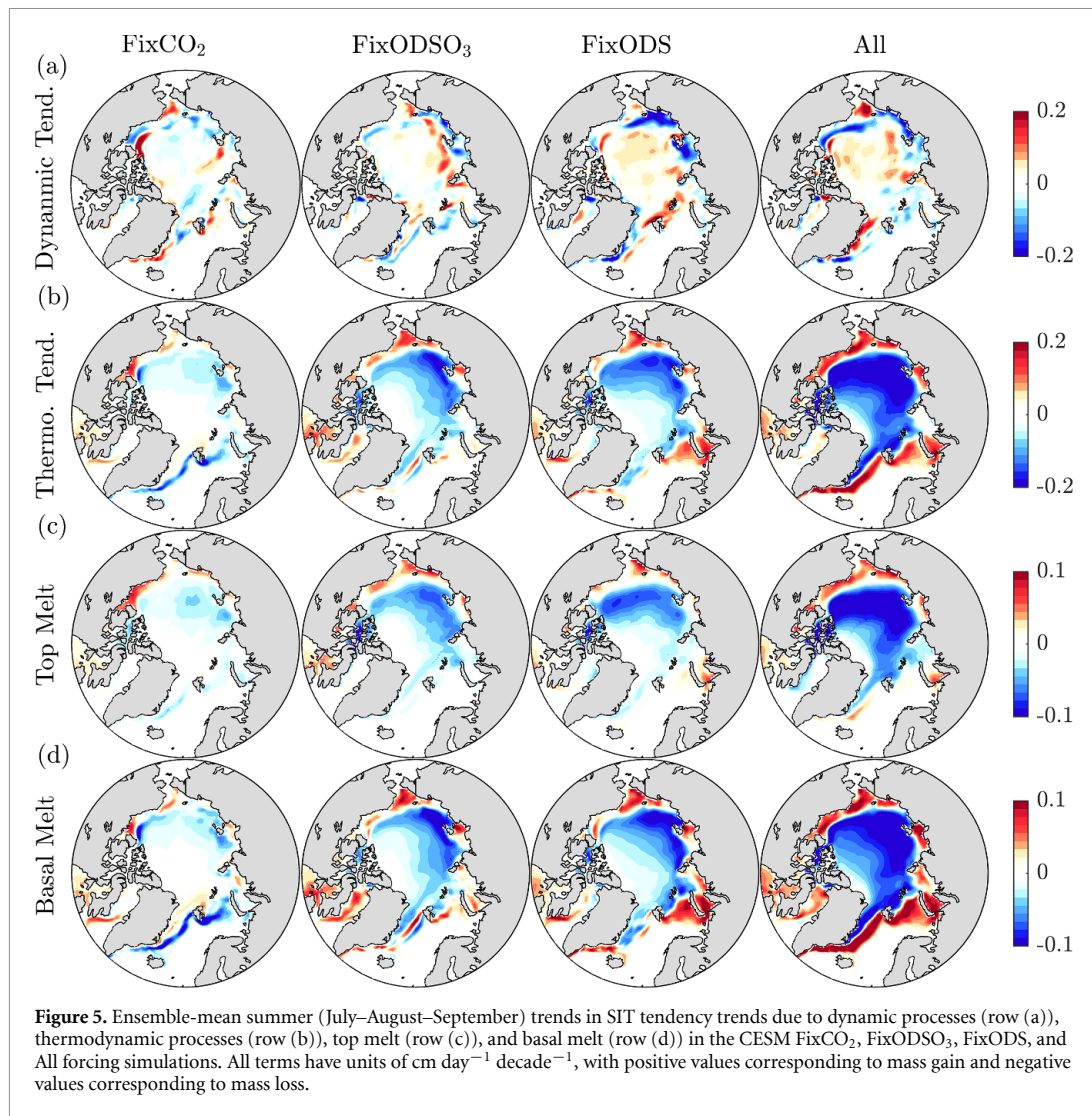 FixCO₂ FixODSO₃ FixODS All
(a)
Dynamic Tend.
0.2
0
-0.2
(b)
Thermo. Tend.
0.2
0
-0.2
(c)
Top Melt
0.1
0
-0.1
(d)
Basal Melt
0.1
0
-0.1
Figure 5. Ensemble-mean summer (July–August–September) trends in SIT tendency trends due to dynamic processes (row (a)),
thermodynamic processes (row (b)), top melt (row (c)), and basal melt (row (d)) in the CESM FixCO₂, FixODSO₃, FixODS, and
All forcing simulations. All terms have units of cm day⁻¹ decade⁻¹, with positive values corresponding to mass gain and negative
values corresponding to mass loss.